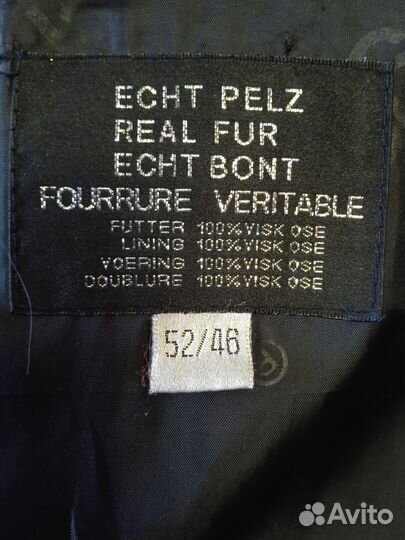 ECHT PELZ
REAL FUR
ECHT BONT
FOURRURE VERITABLE
FUTTER 100% VISK OSE
LINING 100% VISK OSE
VOERING 100% VISK OSE
DOUBLURE 100% VISK OSE
52/46
Avito